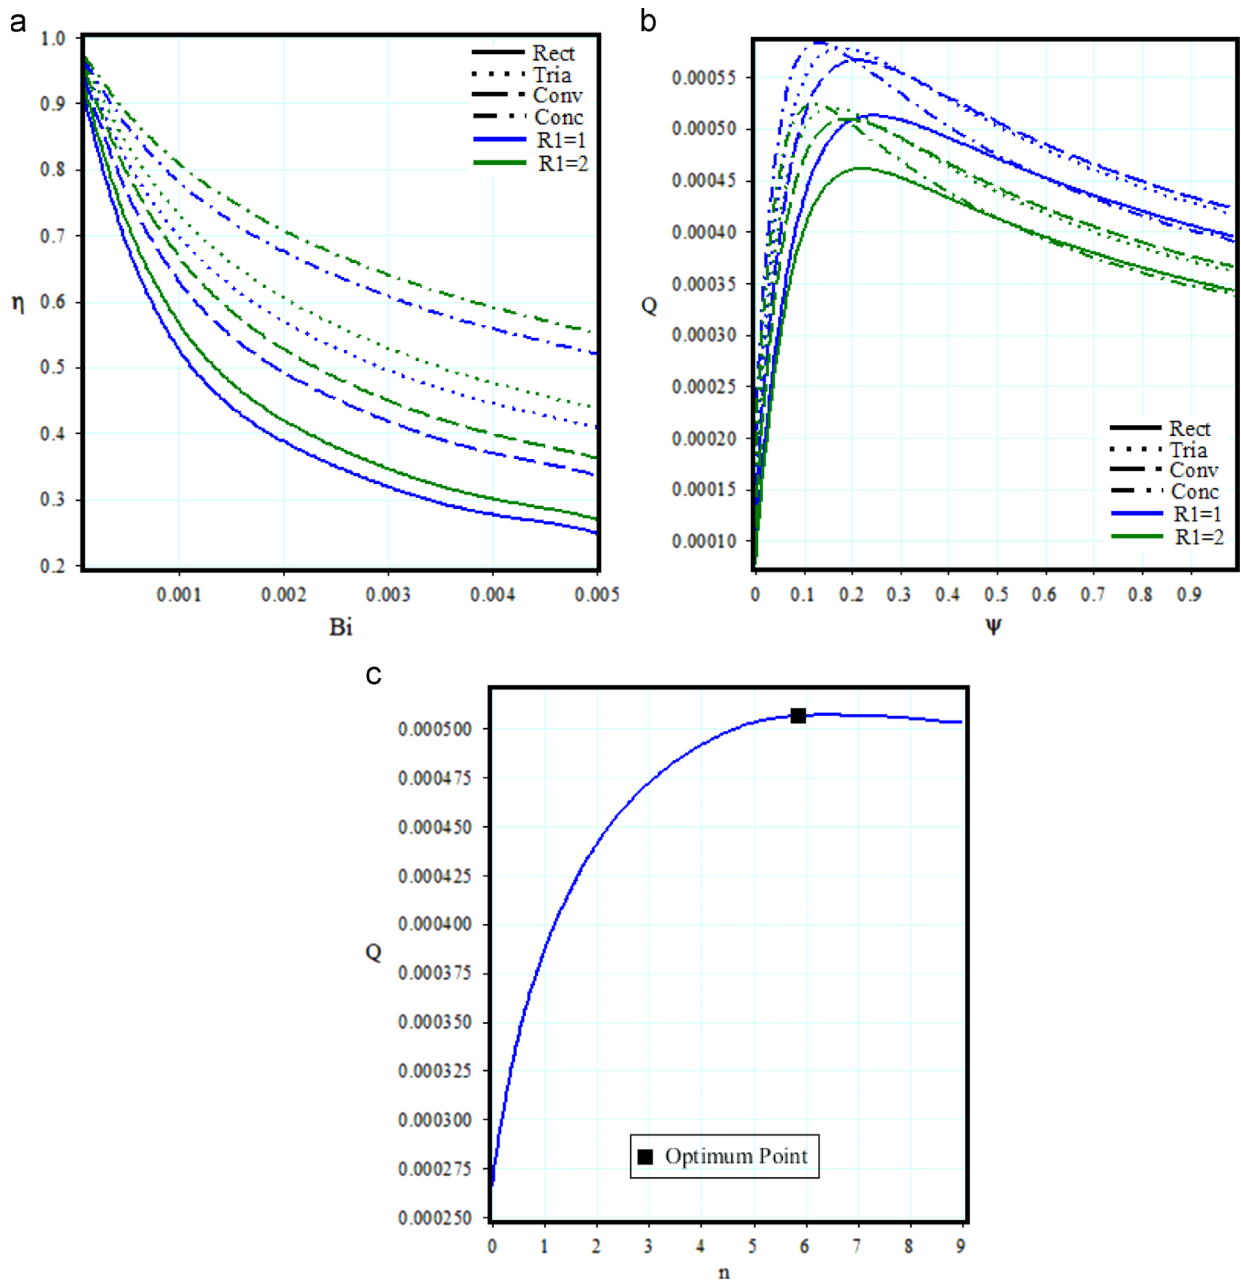 a
1.0
0.9
0.8
0.7
0.6
0.5
0.4
0.3
0.2
η
Rect
Tria
Conv
Conc
R1=1
R1=2
0.001 0.002 0.003 0.004 0.005
Bi
b
0.00055
0.00050
0.00045
0.00040
0.00035
0.00030
0.00025
0.00020
0.00015
0.00010
Q
Rect
Tria
Conv
Conc
R1=1
R1=2
0 0.1 0.2 0.3 0.4 0.5 0.6 0.7 0.8 0.9
Ψ
c
0.000500
0.000475
0.000450
0.000425
0.000400
0.000375
0.000350
0.000325
0.000300
0.000275
0.000250
Q
Optimum Point
0 1 2 3 4 5 6 7 8 9
n